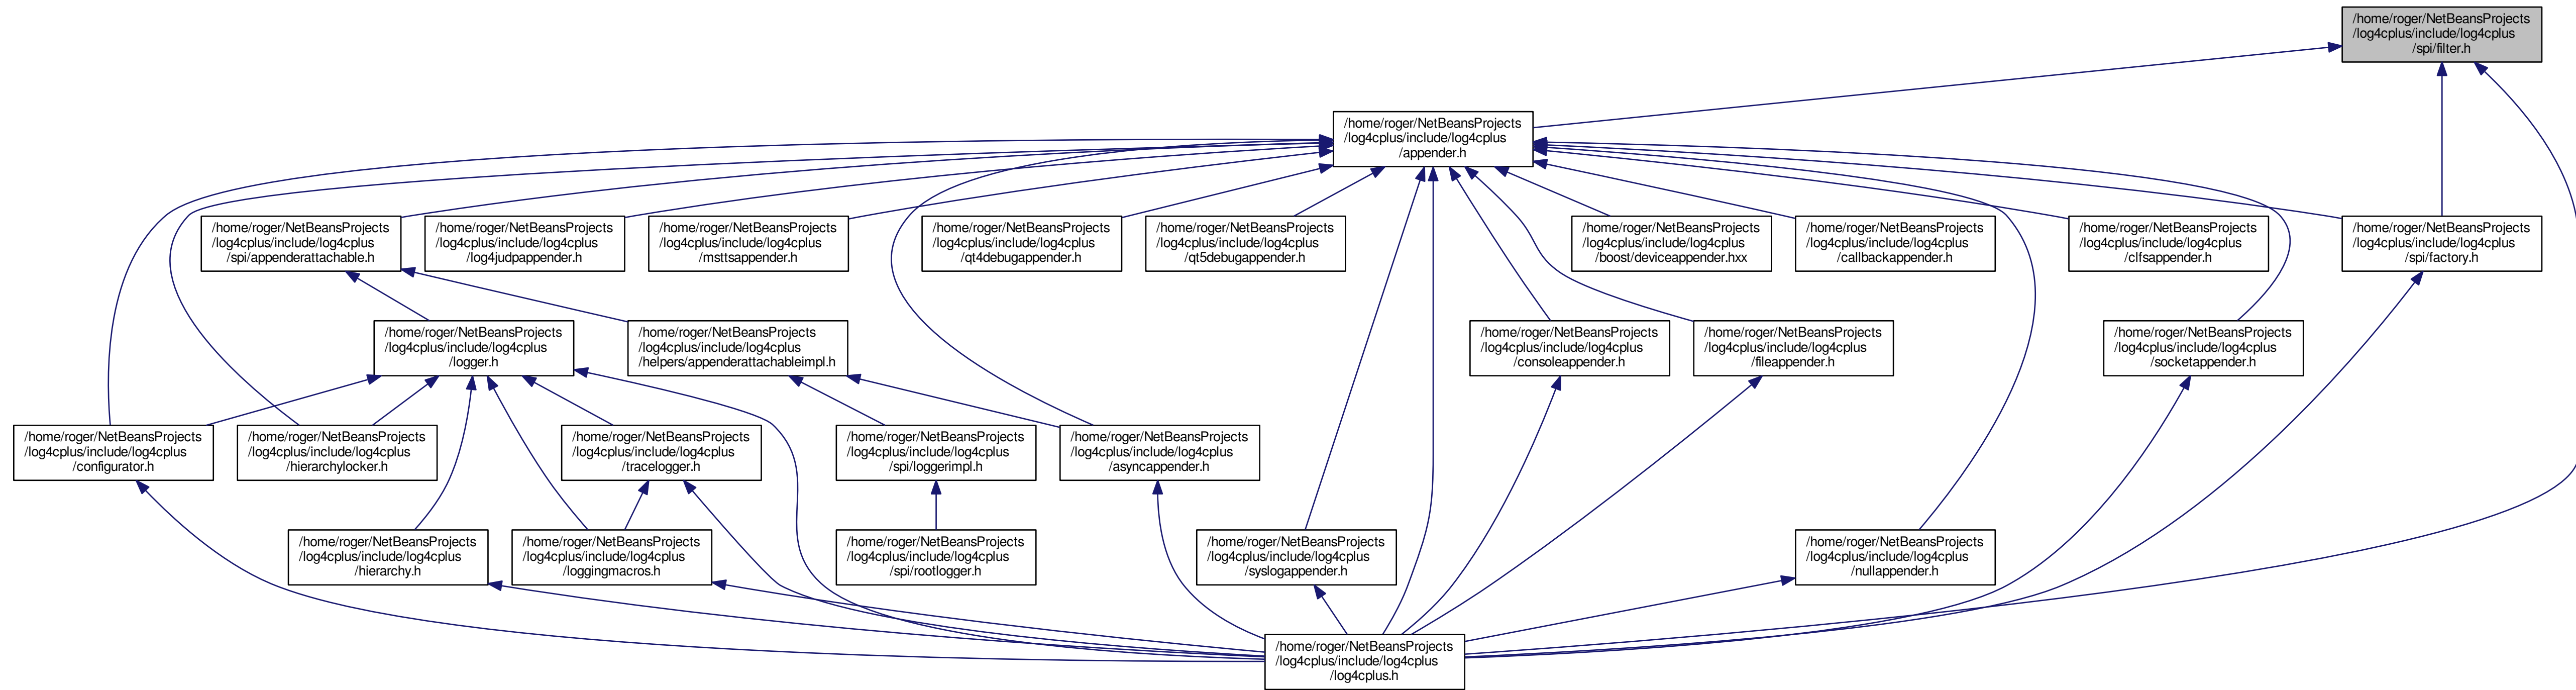 /home/roger/NetBeansProjects
/log4cplus/include/log4cplus
/spi/filter.h
/home/roger/NetBeansProjects
/log4cplus/include/log4cplus
/appender.h
/home/roger/NetBeansProjects
/log4cplus/include/log4cplus
/spi/appenderattachable.h
/home/roger/NetBeansProjects
/log4cplus/include/log4cplus
/log4judpappender.h
/home/roger/NetBeansProjects
/log4cplus/include/log4cplus
/msttsappender.h
/home/roger/NetBeansProjects
/log4cplus/include/log4cplus
/qt4debugappender.h
/home/roger/NetBeansProjects
/log4cplus/include/log4cplus
/qt5debugappender.h
/home/roger/NetBeansProjects
/log4cplus/include/log4cplus
/boost/deviceappender.hxx
/home/roger/NetBeansProjects
/log4cplus/include/log4cplus
/callbackappender.h
/home/roger/NetBeansProjects
/log4cplus/include/log4cplus
/clfsappender.h
/home/roger/NetBeansProjects
/log4cplus/include/log4cplus
/spi/factory.h
/home/roger/NetBeansProjects
/log4cplus/include/log4cplus
/logger.h
/home/roger/NetBeansProjects
/log4cplus/include/log4cplus
/helpers/appenderattachableimpl.h
/home/roger/NetBeansProjects
/log4cplus/include/log4cplus
/consoleappender.h
/home/roger/NetBeansProjects
/log4cplus/include/log4cplus
/fileappender.h
/home/roger/NetBeansProjects
/log4cplus/include/log4cplus
/socketappender.h
/home/roger/NetBeansProjects
/log4cplus/include/log4cplus
/configurator.h
/home/roger/NetBeansProjects
/log4cplus/include/log4cplus
/hierarchylocker.h
/home/roger/NetBeansProjects
/log4cplus/include/log4cplus
/tracelogger.h
/home/roger/NetBeansProjects
/log4cplus/include/log4cplus
/spi/loggerimpl.h
/home/roger/NetBeansProjects
/log4cplus/include/log4cplus
/asyncappender.h
/home/roger/NetBeansProjects
/log4cplus/include/log4cplus
/hierarchy.h
/home/roger/NetBeansProjects
/log4cplus/include/log4cplus
/loggingmacros.h
/home/roger/NetBeansProjects
/log4cplus/include/log4cplus
/spi/rootlogger.h
/home/roger/NetBeansProjects
/log4cplus/include/log4cplus
/syslogappender.h
/home/roger/NetBeansProjects
/log4cplus/include/log4cplus
/nullappender.h
/home/roger/NetBeansProjects
/log4cplus/include/log4cplus
/log4cplus.h